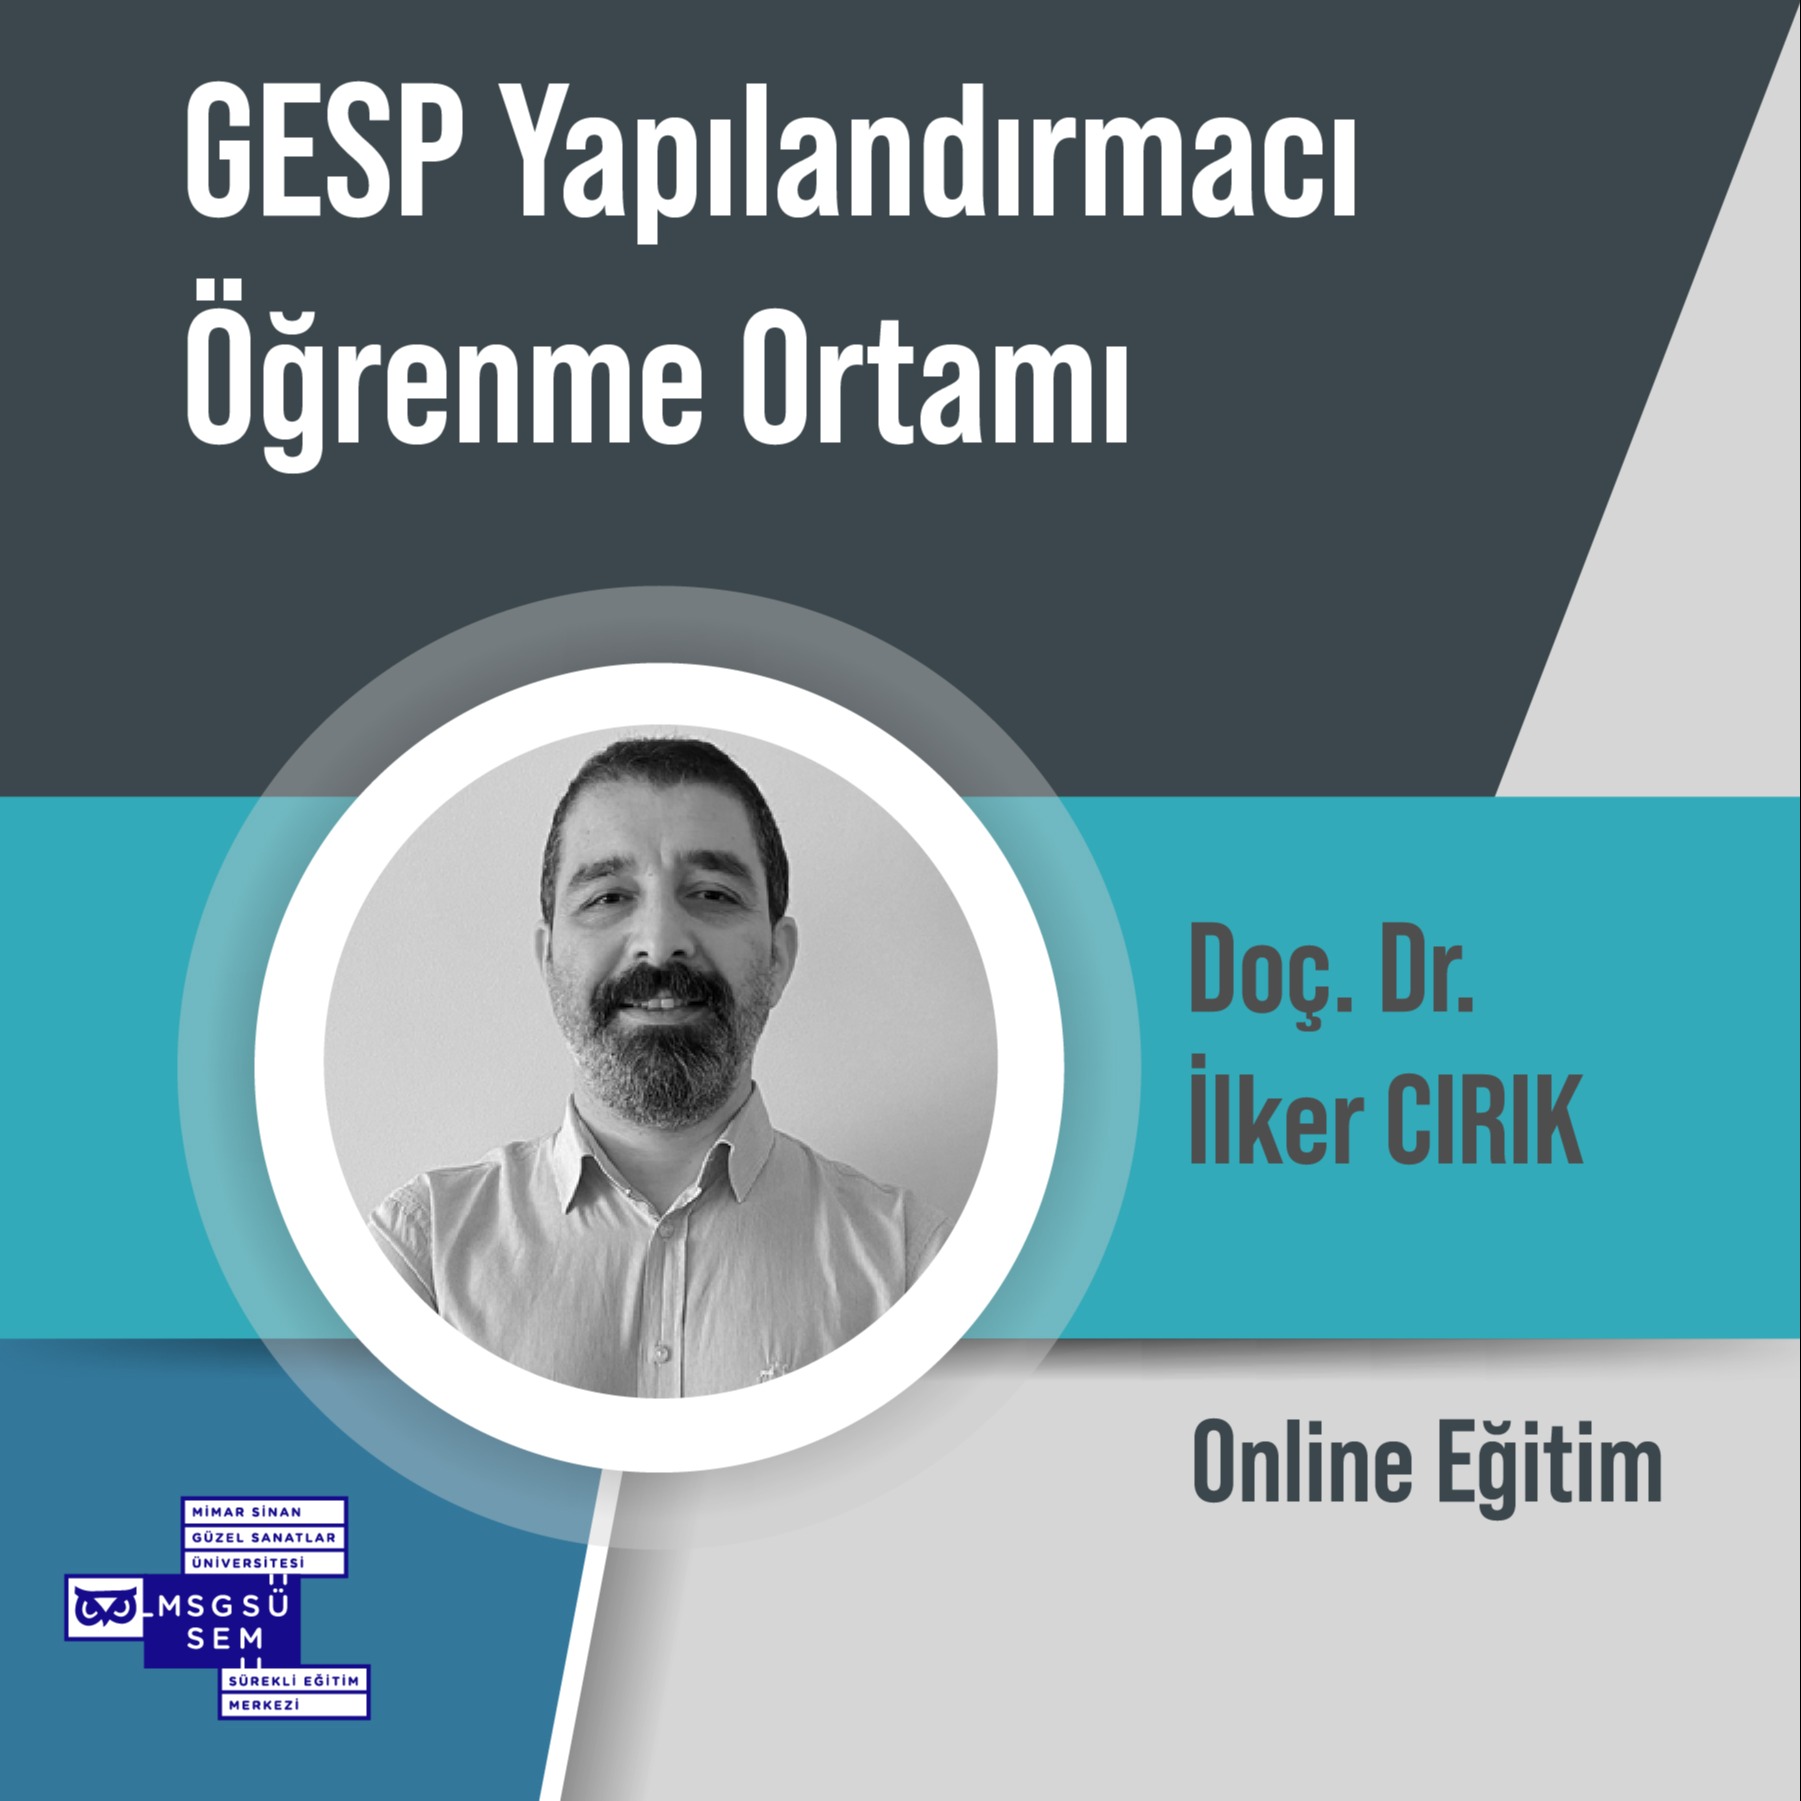 GESP Yapılandırmacı
Öğrenme Ortamı
Doç. Dr.
İlker CIRIK
Online Eğitim
MİMAR SİNAN
GÜZEL SANATLAR
ÜNİVERSİTESİ
MSGSÜ
SEM
SÜREKLİ EĞİTİM
MERKEZİ